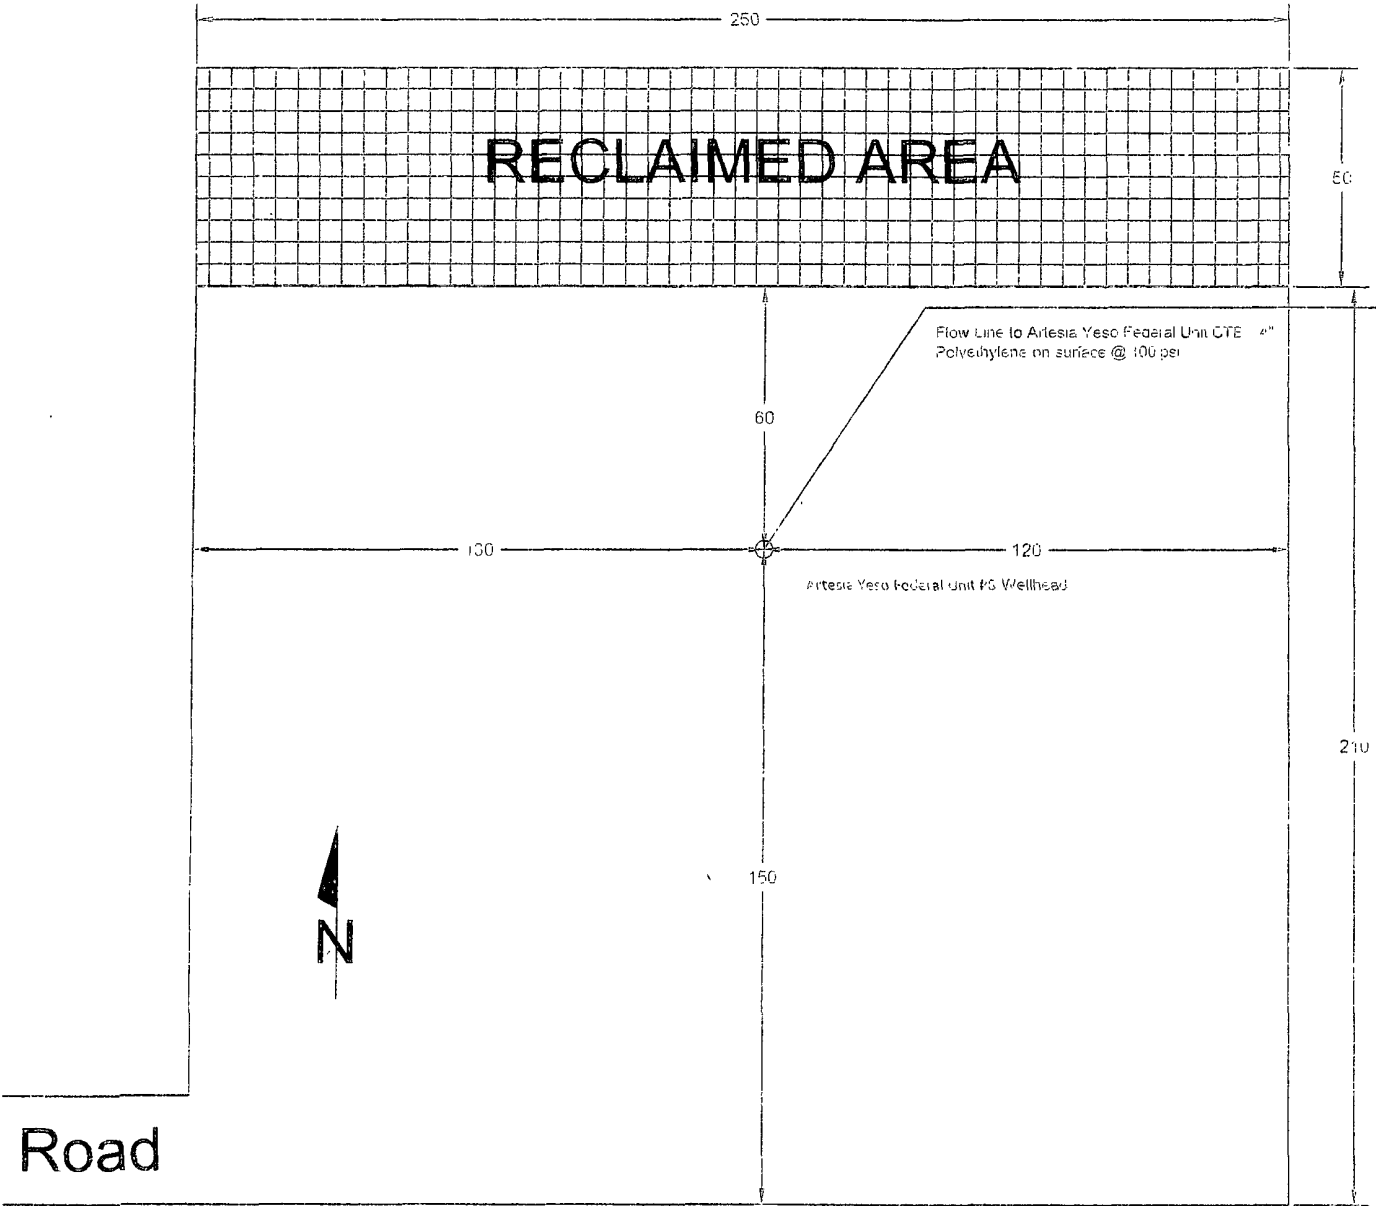 250
RECLAIMED AREA
50
Flow Line to Artesia Yeso Federal Unit CTB 4"
Polyethylene on surface @ 100 psi
60
130
120
Artesia Yeso Federal Unit Wellhead
210
150
N
Road